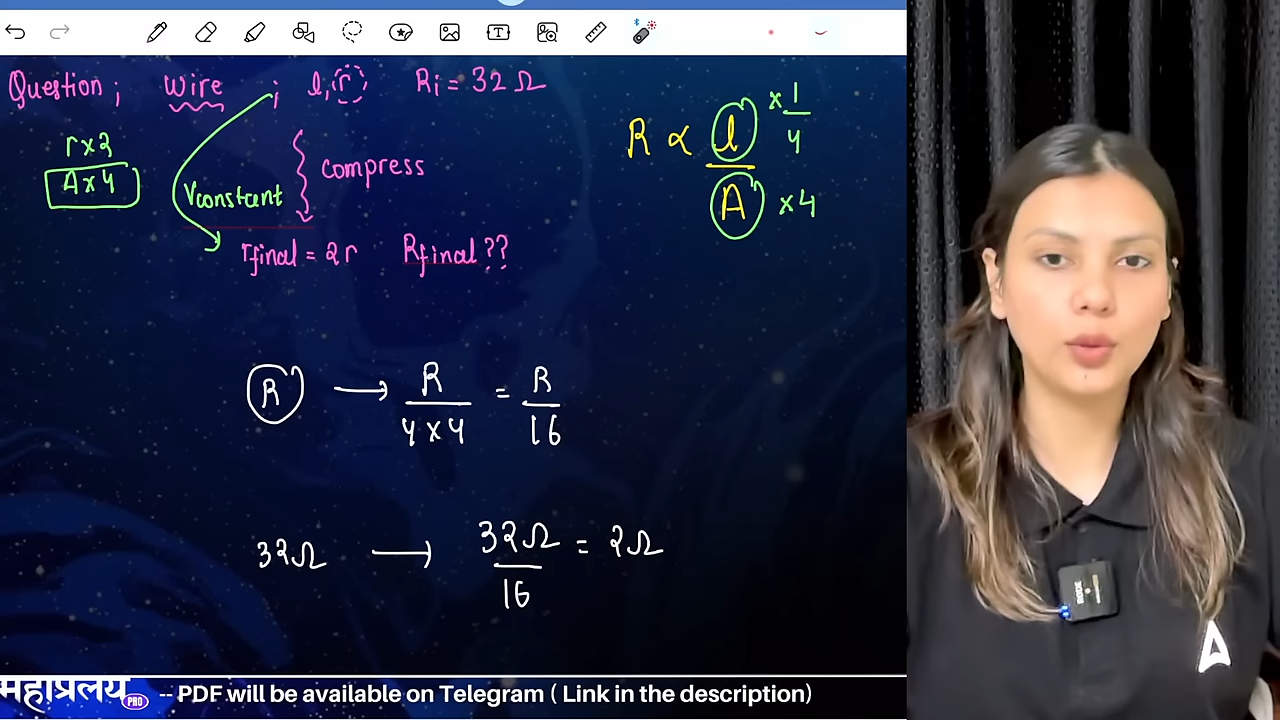 Question ; Wire ; l, r Ri = 32 Ω
r x 2
A x 4
Vconstant
compress
rfinal = 2r Rfinal ??
R ∝ l / A
x 1/4
x 4
R → R / 4 x 4 = R / 16
32Ω → 32Ω / 16 = 2Ω
RODE
महाप्रलय PRO -- PDF will be available on Telegram ( Link in the description)